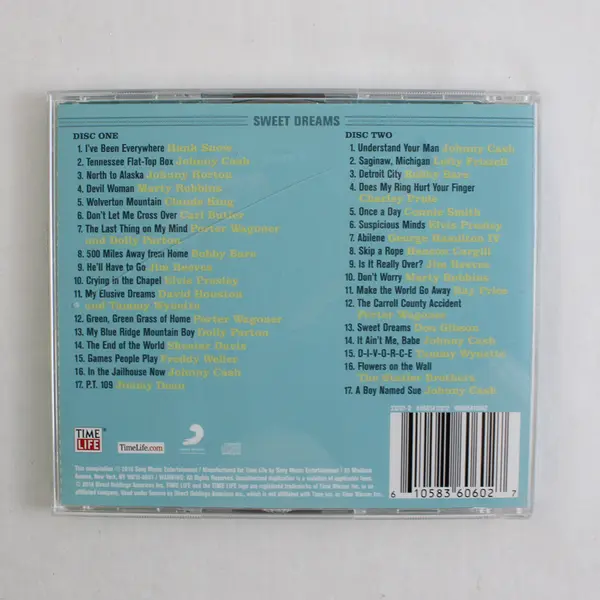 SWEET DREAMS
DISC ONE
1. I've Been Everywhere Hank Snow
2. Tennessee Flat-Top Box Johnny Cash
3. North to Alaska Johnny Horton
4. Devil Woman Marty Robbins
5. Wolverton Mountain Claude King
6. Don't Let Me Cross Over Carl Butler
7. The Last Thing on My Mind Porter Wagoner
and Dolly Parton
8. 500 Miles Away from Home Bobby Bare
9. He'll Have to Go Jim Reeves
10. Crying in the Chapel Elvis Presley
11. My Elusive Dreams David Houston
and Tammy Wynette
12. Green, Green Grass of Home Porter Wagoner
13. My Blue Ridge Mountain Boy Dolly Parton
14. The End of the World Skeeter Davis
15. Games People Play Freddy Weller
16. In the Jailhouse Now Johnny Cash
17. P.T. 109 Jimmy Dean
DISC TWO
1. Understand Your Man Johnny Cash
2. Saginaw, Michigan Lefty Frizzell
3. Detroit City Bobby Bare
4. Does My Ring Hurt Your Finger
Charley Pride
5. Once a Day Connie Smith
6. Suspicious Minds Elvis Presley
7. Abilene George Hamilton IV
8. Skip a Rope Henson Cargill
9. Is It Really Over? Jim Reeves
10. Don't Worry Marty Robbins
11. Make the World Go Away Ray Price
12. The Carroll County Accident
Porter Wagoner
13. Sweet Dreams Don Gibson
14. It Ain't Me, Babe Johnny Cash
15. D-I-V-O-R-C-E Tammy Wynette
16. Flowers on the Wall
The Statler Brothers
17. A Boy Named Sue Johnny Cash
TIME
LIFE
TimeLife.com
6 10583 60602 7